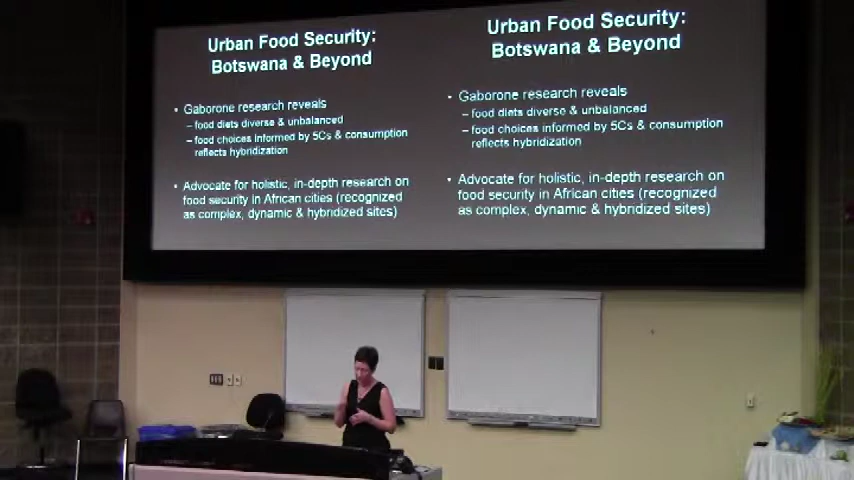 Urban Food Security:
Botswana & Beyond
• Gaborone research reveals
– food diets diverse & unbalanced
– food choices informed by 5Cs & consumption
reflects hybridization
• Advocate for holistic, in-depth research on
food security in African cities (recognized
as complex, dynamic & hybridized sites)
Urban Food Security:
Botswana & Beyond
• Gaborone research reveals
– food diets diverse & unbalanced
– food choices informed by 5Cs & consumption
reflects hybridization
• Advocate for holistic, in-depth research on
food security in African cities (recognized
as complex, dynamic & hybridized sites)